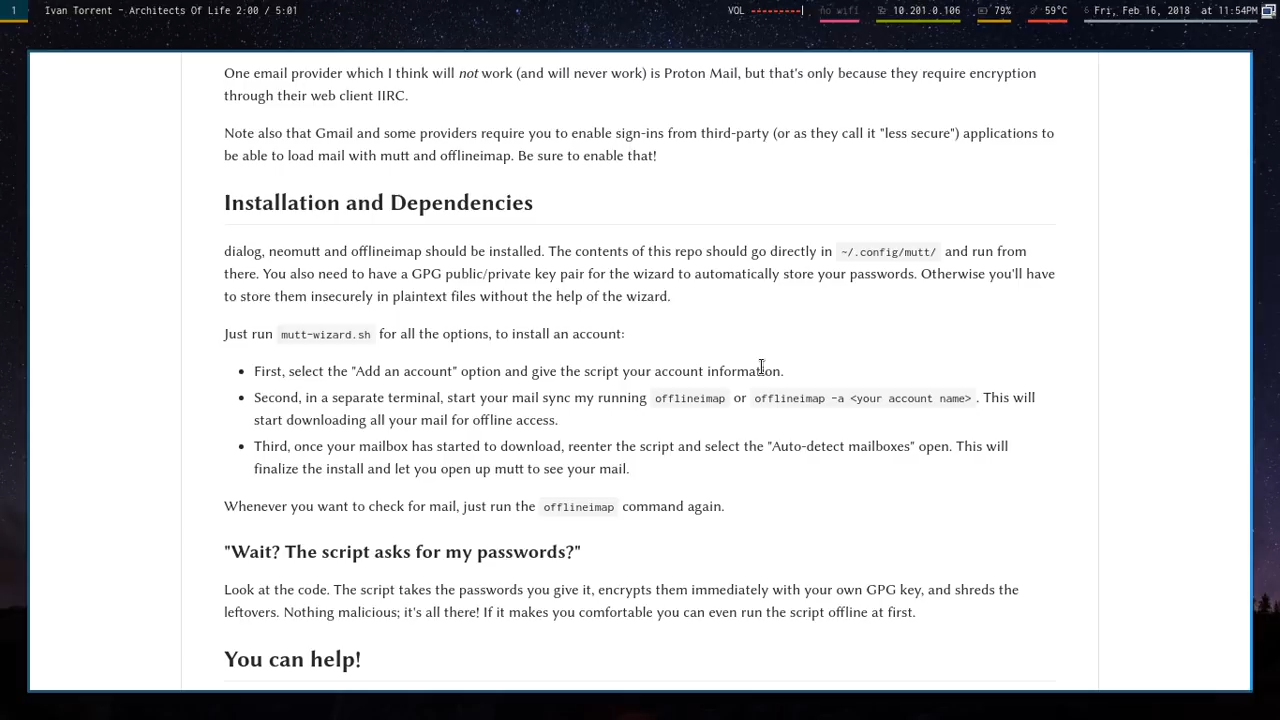 1 Ivan Torrent - Architects Of Life 2:00 / 5:01 VOL no wifi 10.201.0.106 79% 59°C Fri, Feb 16, 2018 at 11:54PM
One email provider which I think will not work (and will never work) is Proton Mail, but that's only because they require encryption
through their web client IIRC.
Note also that Gmail and some providers require you to enable sign-ins from third-party (or as they call it "less secure") applications to
be able to load mail with mutt and offlineimap. Be sure to enable that!
Installation and Dependencies
dialog, neomutt and offlineimap should be installed. The contents of this repo should go directly in ~/.config/mutt/ and run from
there. You also need to have a GPG public/private key pair for the wizard to automatically store your passwords. Otherwise you'll have
to store them insecurely in plaintext files without the help of the wizard.
Just run mutt-wizard.sh for all the options, to install an account:
• First, select the "Add an account" option and give the script your account information.
• Second, in a separate terminal, start your mail sync my running offlineimap or offlineimap -a <your account name> . This will
start downloading all your mail for offline access.
• Third, once your mailbox has started to download, reenter the script and select the "Auto-detect mailboxes" open. This will
finalize the install and let you open up mutt to see your mail.
Whenever you want to check for mail, just run the offlineimap command again.
"Wait? The script asks for my passwords?"
Look at the code. The script takes the passwords you give it, encrypts them immediately with your own GPG key, and shreds the
leftovers. Nothing malicious; it's all there! If it makes you comfortable you can even run the script offline at first.
You can help!